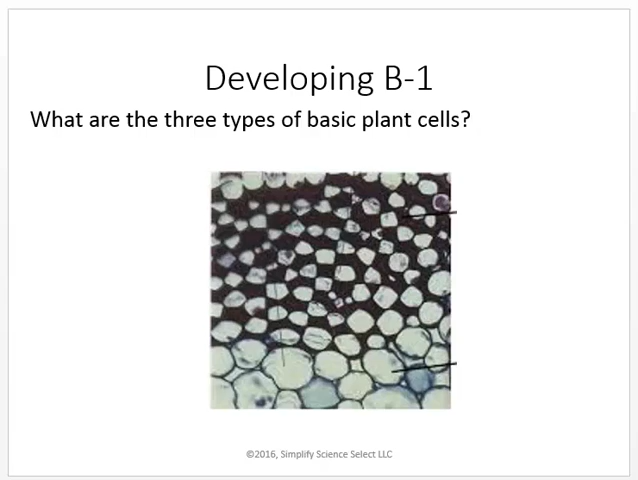 Developing B-1
What are the three types of basic plant cells?
©2016, Simplify Science Select LLC